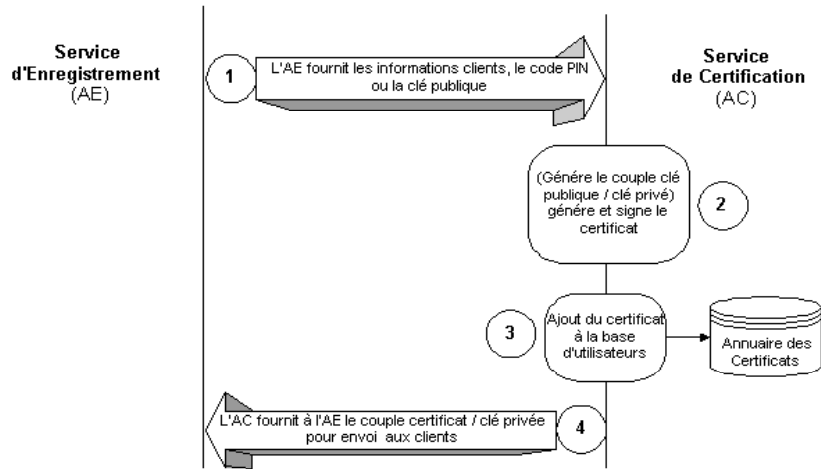 Service
d'Enregistrement
(AE)
Service
de Certification
(AC)
1
L'AE fournit les informations clients, le code PIN
ou la clé publique
(Génére le couple clé
publique / clé privé)
génére et signe le
certificat
2
3
Ajout du certificat
à la base
d'utilisateurs
Annuaire des
Certificats
L'AC fournit à l'AE le couple certificat / clé privée
pour envoi aux clients
4